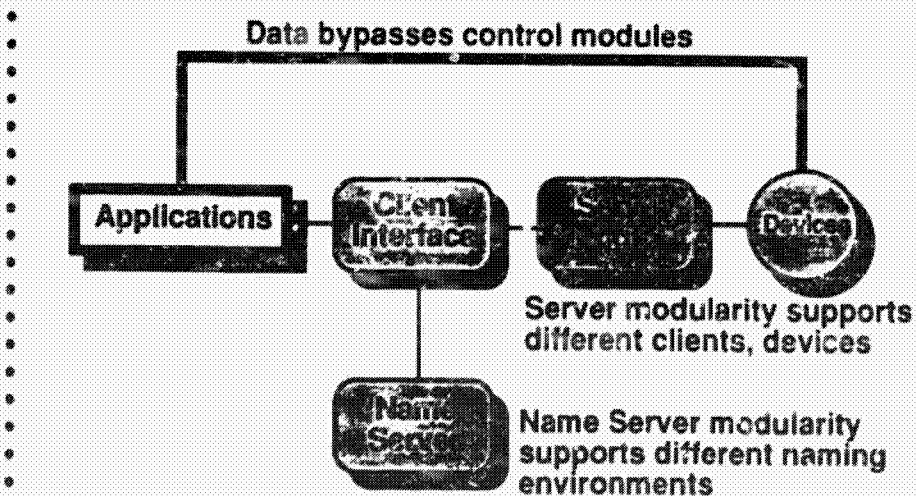 Data bypasses control modules
Applications
Client
Interface
Devices
Server modularity supports
different clients, devices
Name
Server
Name Server modularity
supports different naming
environments